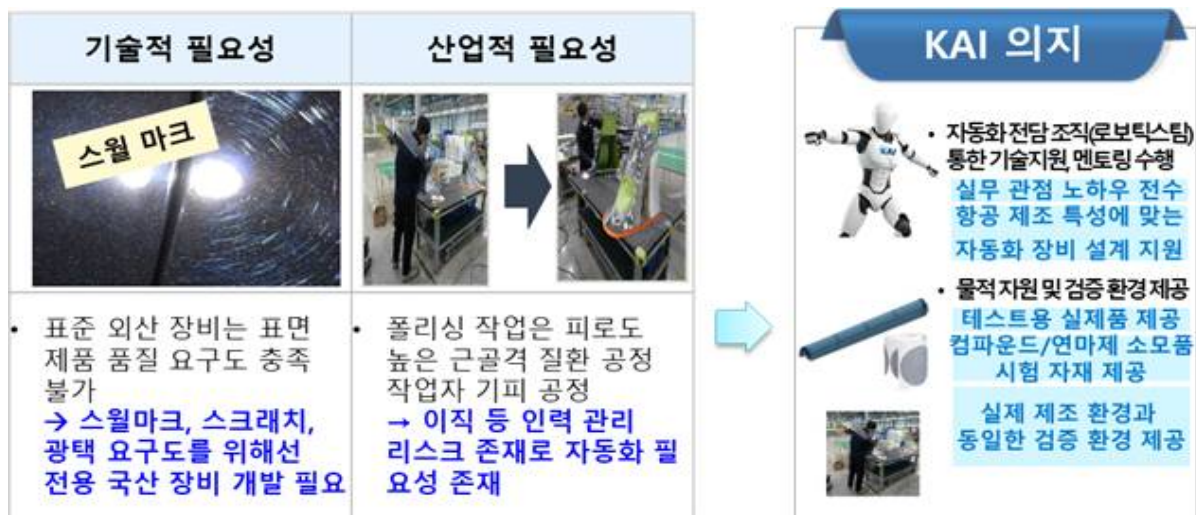 기술적 필요성
스월 마크
• 표준 외산 장비는 표면
제품 품질 요구도 충족
불가
→ 스월마크, 스크래치,
광택 요구도를 위해선
전용 국산 장비 개발 필요
산업적 필요성
• 폴리싱 작업은 피로도
높은 근골격 질환 공정
작업자 기피 공정
→ 이직 등 인력 관리
리스크 존재로 자동화 필
요성 존재
KAI 의지
KAI
• 자동화 전담 조직(로보틱스팀)
통한 기술지원, 멘토링 수행
실무 관점 노하우 전수
항공 제조 특성에 맞는
자동화 장비 설계 지원
• 물적 자원 및 검증 환경 제공
테스트용 실제품 제공
컴파운드/연마제 소모품
시험 자재 제공
실제 제조 환경과
동일한 검증 환경 제공